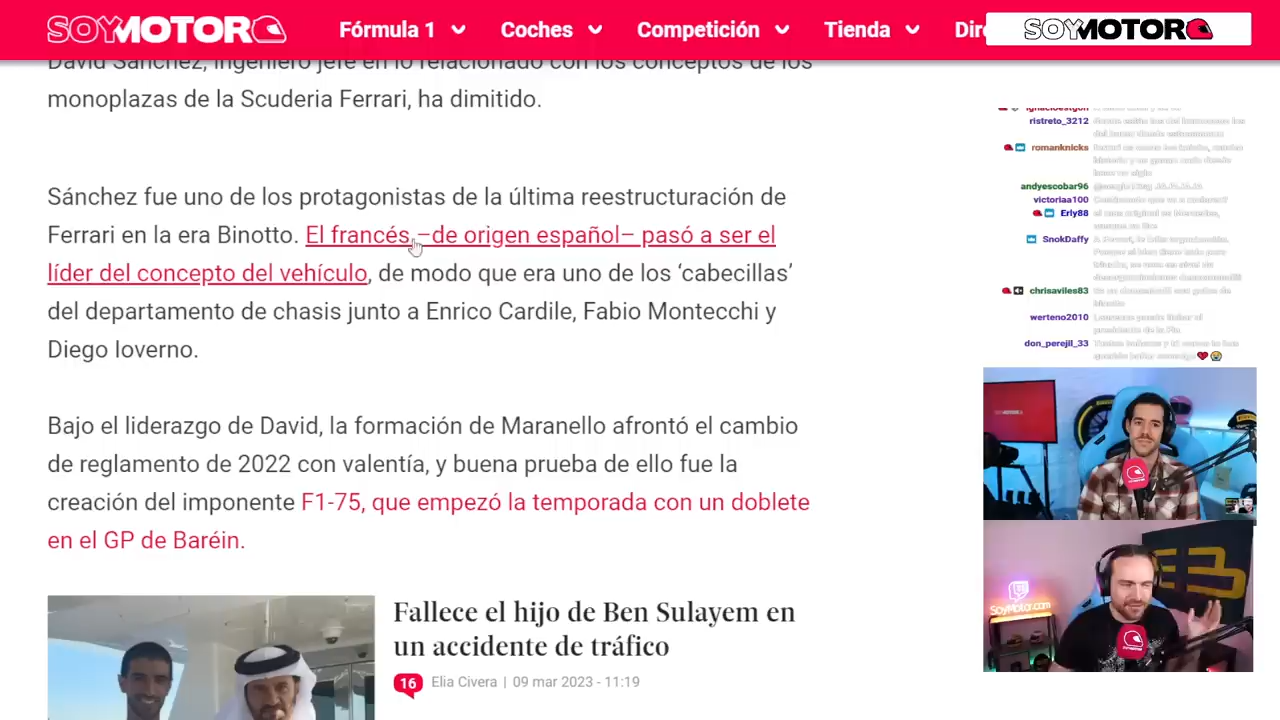 SOYMOTOR
Fórmula 1
Coches
Competición
Tienda
Dire
SOYMOTOR
David Sánchez, ingeniero jefe en lo relacionado con los conceptos de los
monoplazas de la Scuderia Ferrari, ha dimitido.
Sánchez fue uno de los protagonistas de la última reestructuración de
Ferrari en la era Binotto. El francés –de origen español– pasó a ser el
líder del concepto del vehículo, de modo que era uno de los ‘cabecillas’
del departamento de chasis junto a Enrico Cardile, Fabio Montecchi y
Diego Ioverno.
Bajo el liderazgo de David, la formación de Maranello afrontó el cambio
de reglamento de 2022 con valentía, y buena prueba de ello fue la
creación del imponente F1-75, que empezó la temporada con un doblete
en el GP de Baréin.
Fallece el hijo de Ben Sulayem en
un accidente de tráfico
16 Elia Civera | 09 mar 2023 - 11:19
ristreto_3212
romanknicks
andyescobar96
victoriaa100
Erly88
SnokDaffy
chrisaviles83
werteno2010
don_perejil_33
SoyMotor.com